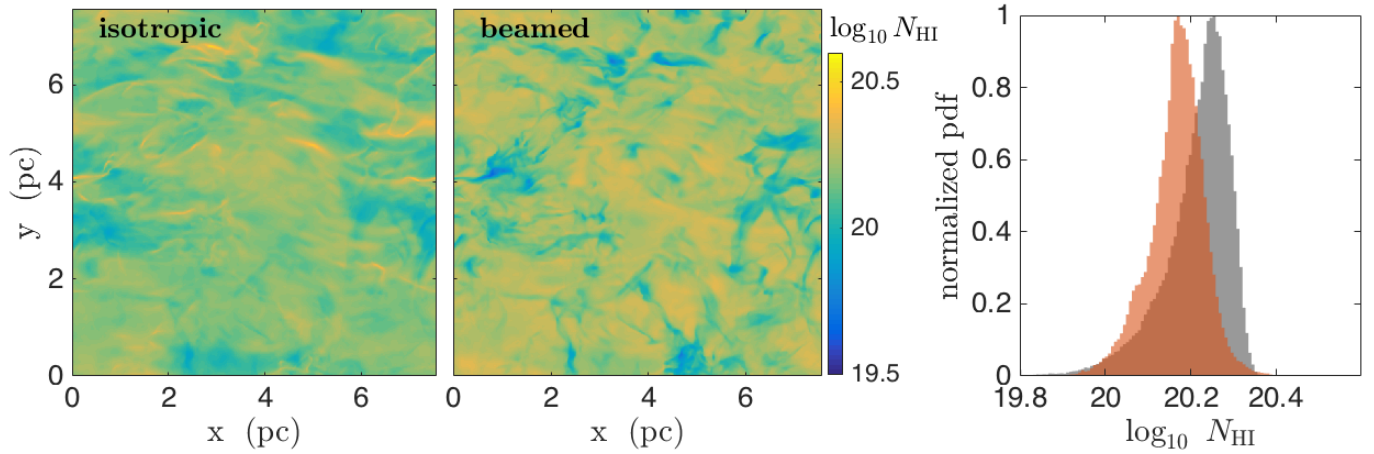 isotropic
beamed
log₁₀ N_HI
6
4
2
0
y (pc)
0 2 4 6
x (pc)
0 2 4 6
x (pc)
20.5
20
19.5
1
0.8
0.6
0.4
0.2
0
normalized pdf
19.8 20 20.2 20.4
log₁₀ N_HI